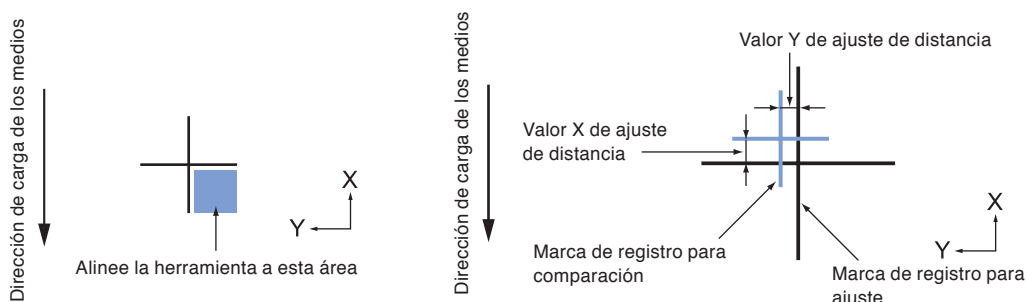 Dirección de carga de los medios
X
Y
Alinee la herramienta a esta área
Dirección de carga de los medios
Valor Y de ajuste de distancia
Valor X de ajuste
de distancia
Marca de registro para
comparación
X
Y
Marca de registro para
ajuste